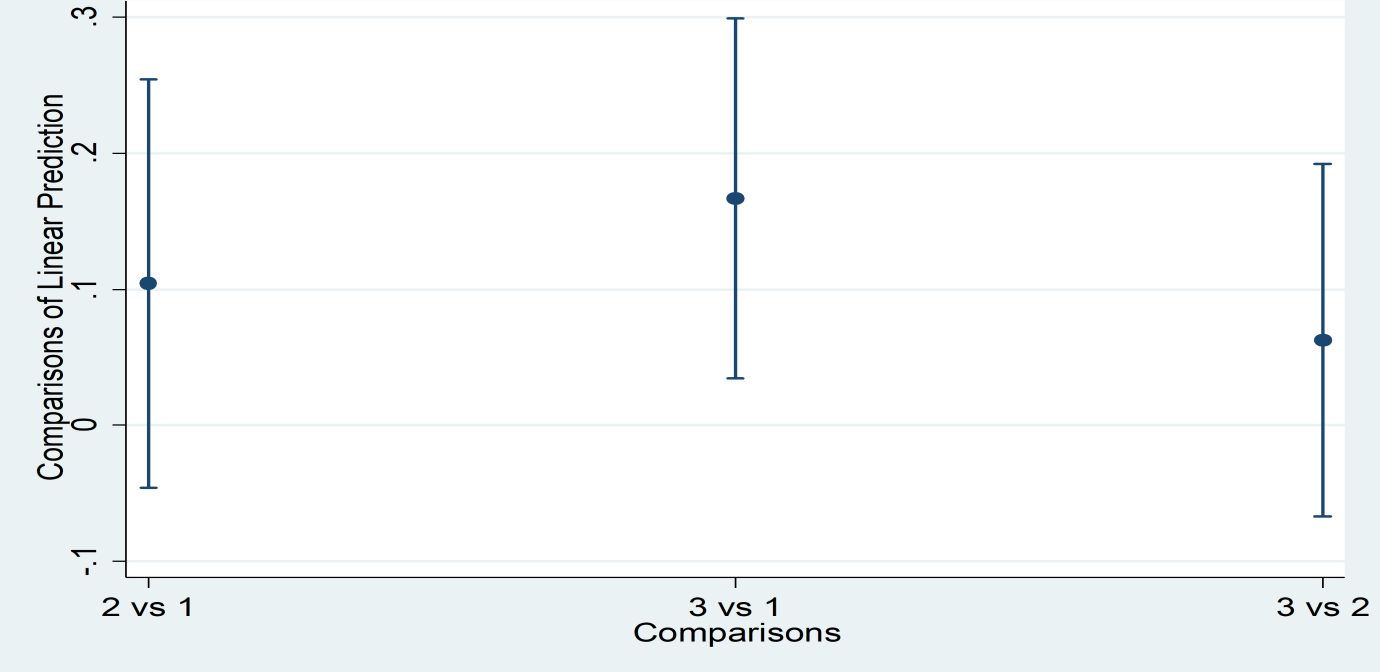 Comparisons of Linear Prediction
.3
.2
.1
0
-.1
2 vs 1
3 vs 1
3 vs 2
Comparisons